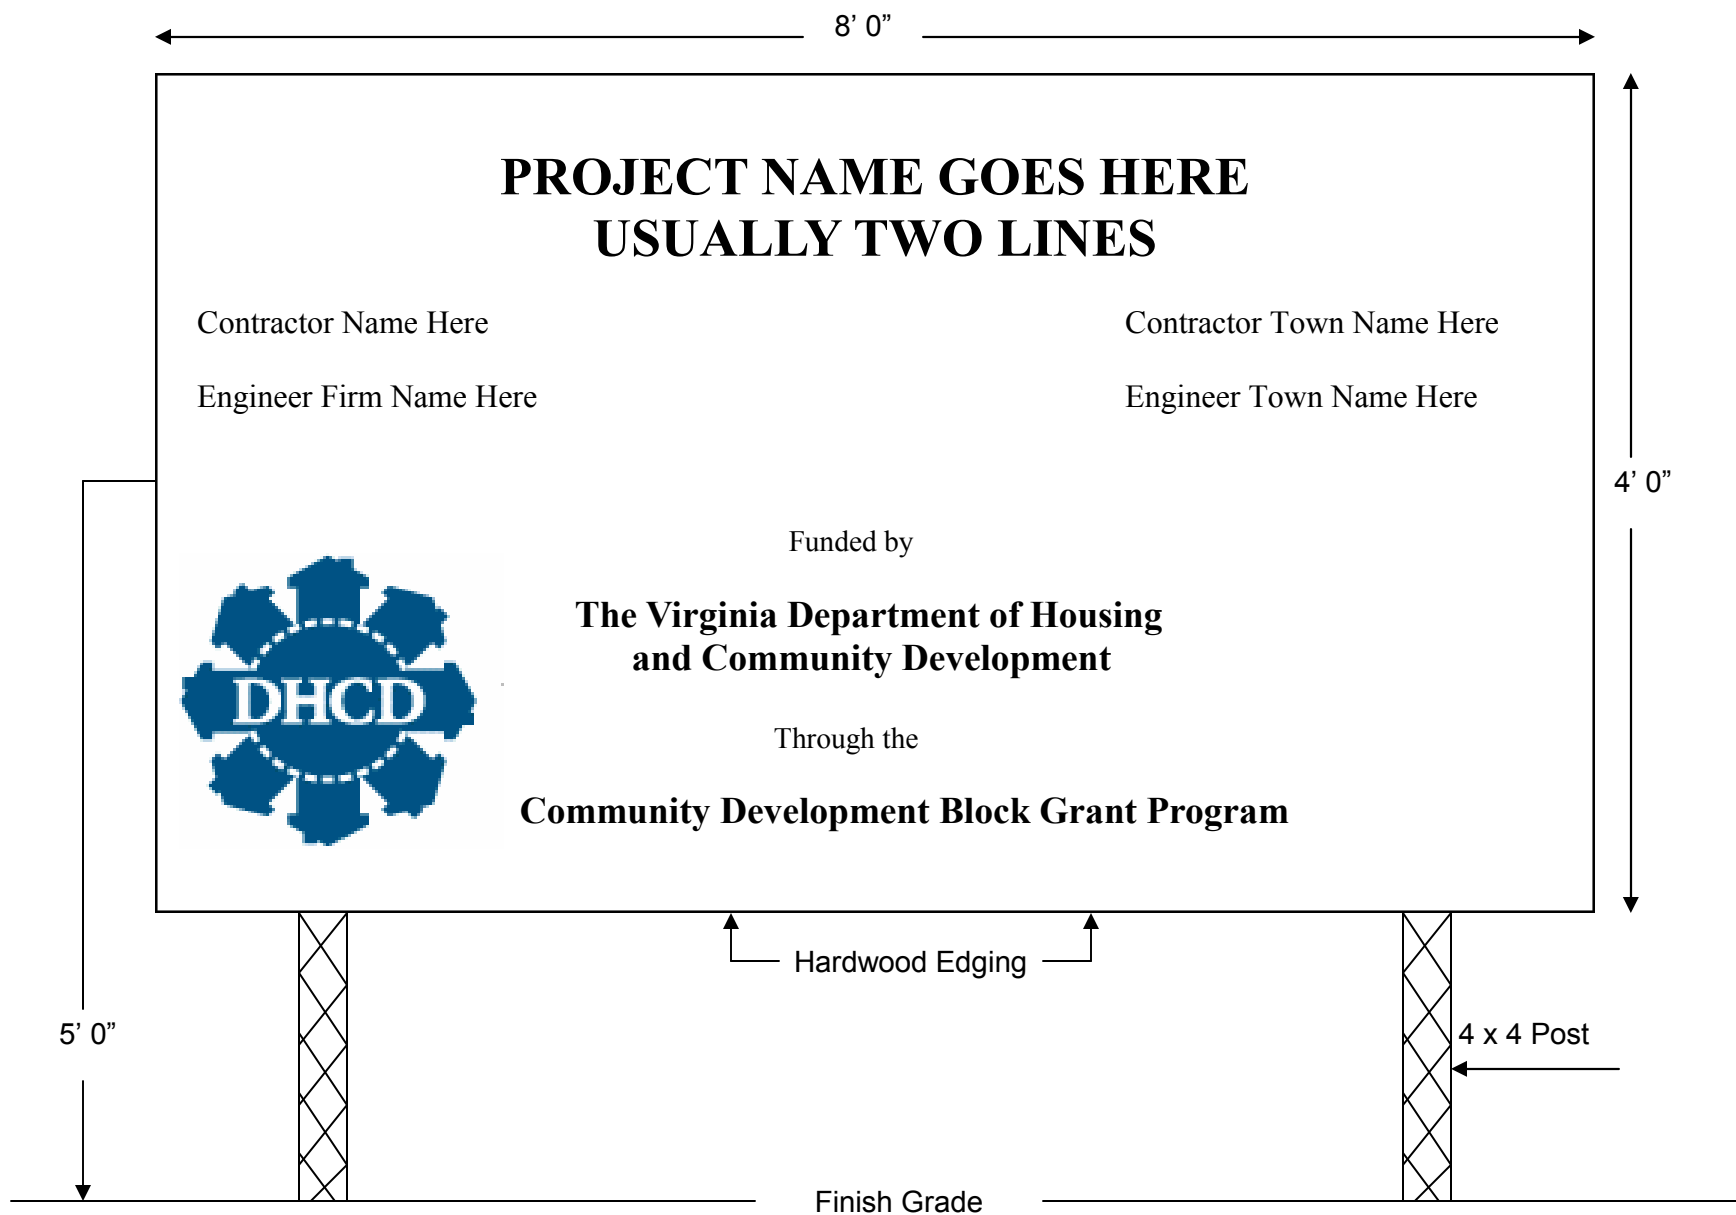 8’ 0”
PROJECT NAME GOES HERE
USUALLY TWO LINES
Contractor Name Here
Contractor Town Name Here
Engineer Firm Name Here
Engineer Town Name Here
4’ 0”
Funded by
The Virginia Department of Housing
and Community Development
DHCD
Through the
Community Development Block Grant Program
Hardwood Edging
5’ 0”
4 x 4 Post
Finish Grade